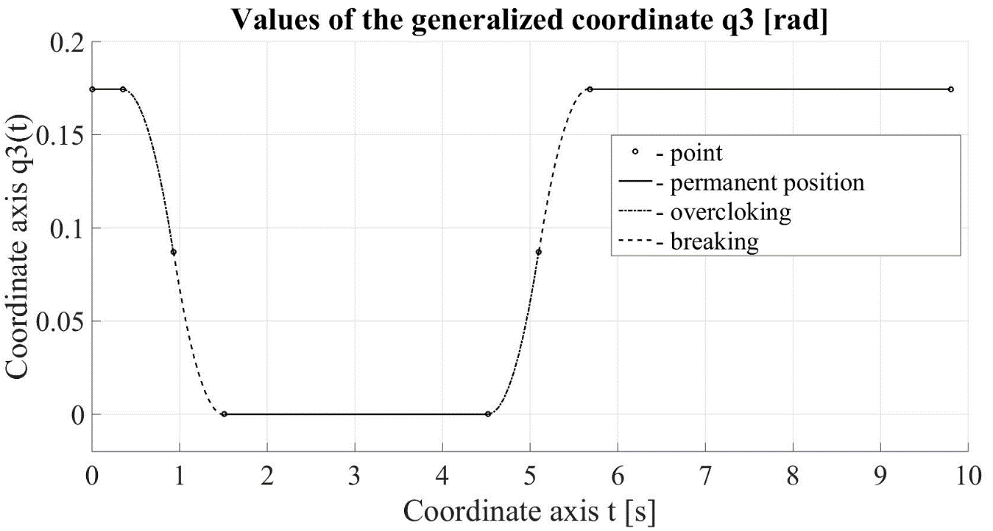 Values of the generalized coordinate q3 [rad]
Coordinate axis q3(t)
0.2
0.15
0.1
0.05
0
- point
- permanent position
- overcloking
- breaking
0 1 2 3 4 5 6 7 8 9 10
Coordinate axis t [s]